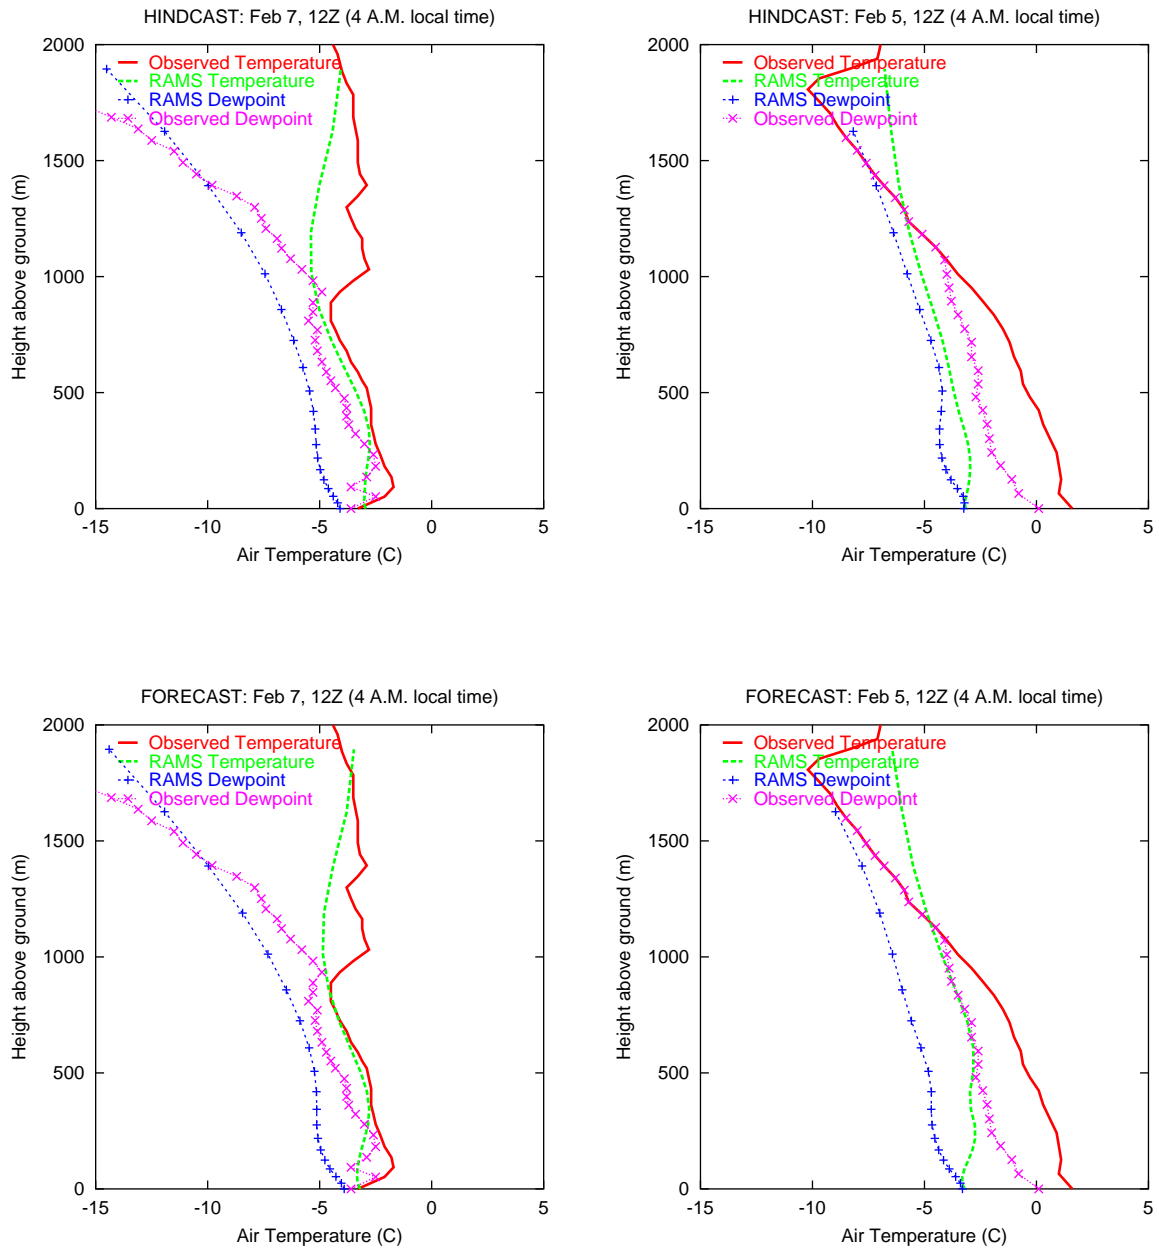 HINDCAST: Feb 7, 12Z (4 A.M. local time)
2000
1500
1000
500
0
Height above ground (m)
Observed Temperature
RAMS Temperature
RAMS Dewpoint
Observed Dewpoint
-15 -10 -5 0 5
Air Temperature (C)
HINDCAST: Feb 5, 12Z (4 A.M. local time)
2000
1500
1000
500
0
Height above ground (m)
Observed Temperature
RAMS Temperature
RAMS Dewpoint
Observed Dewpoint
-15 -10 -5 0 5
Air Temperature (C)
FORECAST: Feb 7, 12Z (4 A.M. local time)
2000
1500
1000
500
0
Height above ground (m)
Observed Temperature
RAMS Temperature
RAMS Dewpoint
Observed Dewpoint
-15 -10 -5 0 5
Air Temperature (C)
FORECAST: Feb 5, 12Z (4 A.M. local time)
2000
1500
1000
500
0
Height above ground (m)
Observed Temperature
RAMS Temperature
RAMS Dewpoint
Observed Dewpoint
-15 -10 -5 0 5
Air Temperature (C)